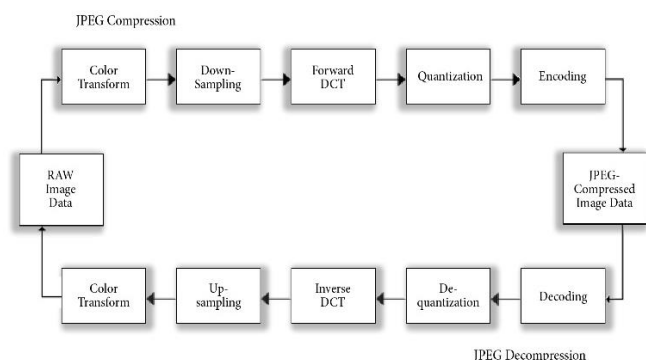 JPEG Compression
Color
Transform
Down-
Sampling
Forward
DCT
Quantization
Encoding
RAW
Image
Data
JPEG-
Compressed
Image Data
Color
Transform
Up-
sampling
Inverse
DCT
De-
quantization
Decoding
JPEG Decompression